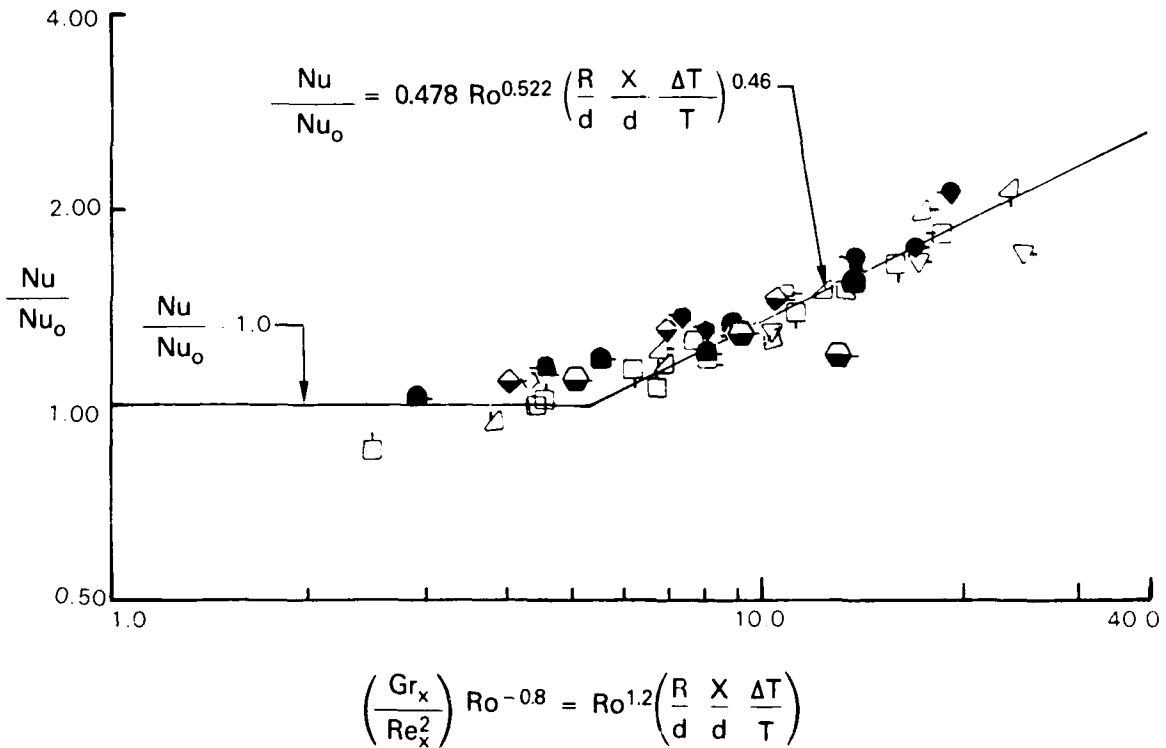 4.00
Nu/Nu₀ = 0.478 Ro^0.522 (R/d X/d ΔT/T)^0.46
2.00
Nu/Nu₀
Nu/Nu₀ 1.0
1.00
0.50
1.0 10.0 40 0
(Gr_x/Re_x^2) Ro^−0.8 = Ro^1.2 (R/d X/d ΔT/T)